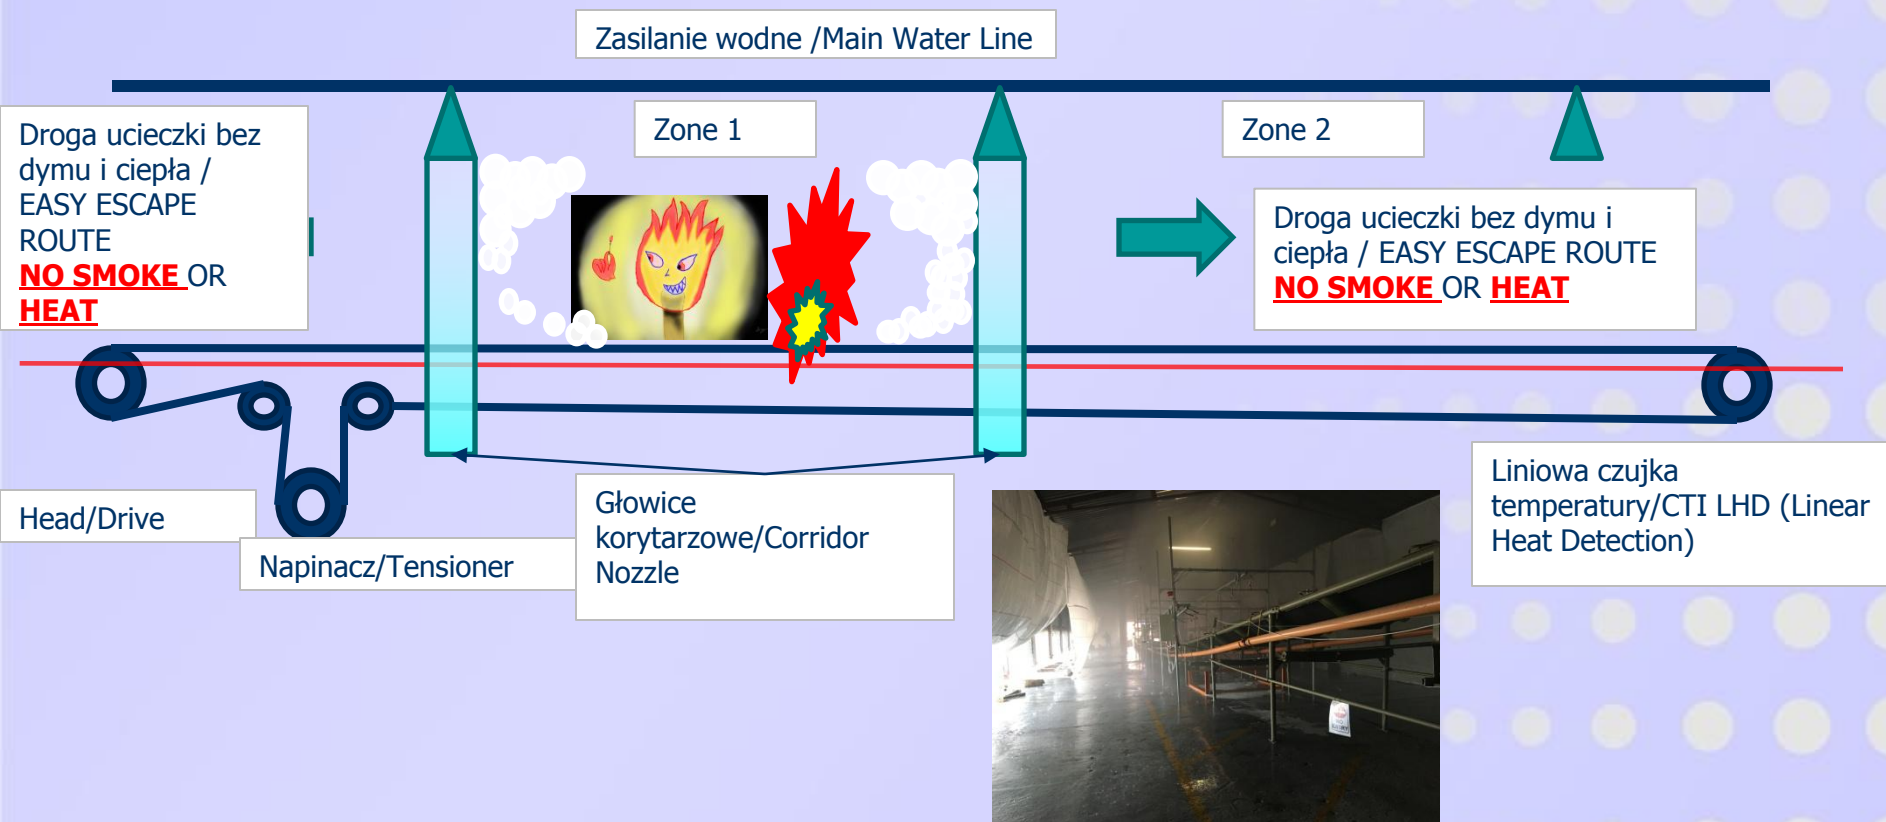 Zasilanie wodne /Main Water Line
Droga ucieczki bez
dymu i ciepła /
EASY ESCAPE
ROUTE
NO SMOKE OR
HEAT
Zone 1
Zone 2
Droga ucieczki bez dymu i
ciepła / EASY ESCAPE ROUTE
NO SMOKE OR HEAT
Head/Drive
Napinacz/Tensioner
Głowice
korytarzowe/Corridor
Nozzle
Liniowa czujka
temperatury/CTI LHD (Linear
Heat Detection)